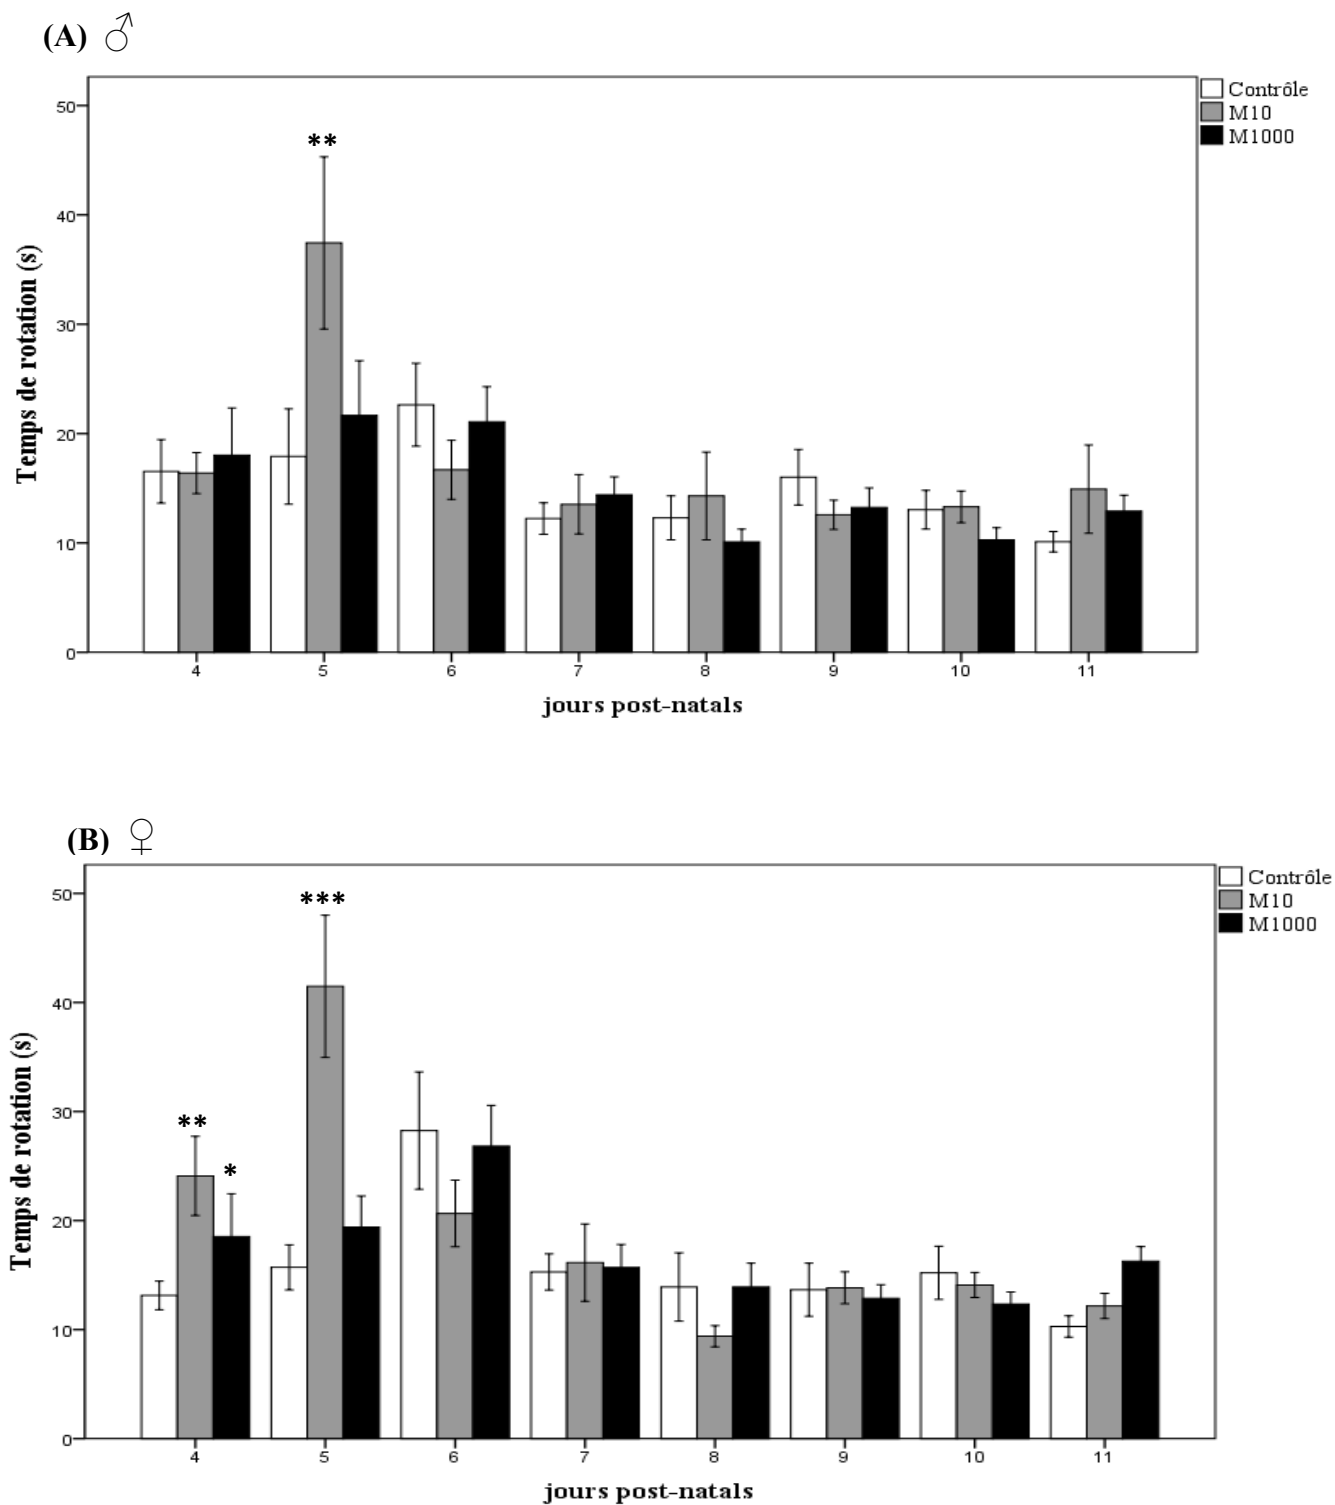 (A) ♂
Contrôle
M10
M1000
**
50
40
30
20
10
0
Temps de rotation (s)
4 5 6 7 8 9 10 11
jours post-natals
(B) ♀
Contrôle
M10
M1000
***
**
*
50
40
30
20
10
0
Temps de rotation (s)
4 5 6 7 8 9 10 11
jours post-natals